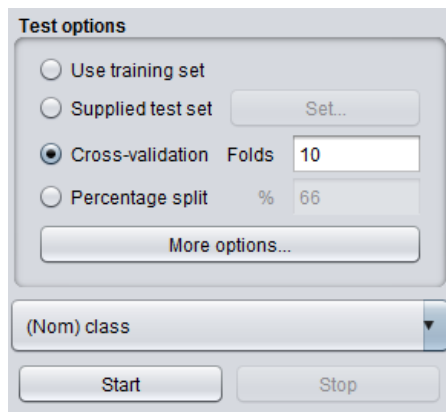 Test options
Use training set
Supplied test set Set...
Cross-validation Folds 10
Percentage split % 66
More options...
(Nom) class
Start Stop